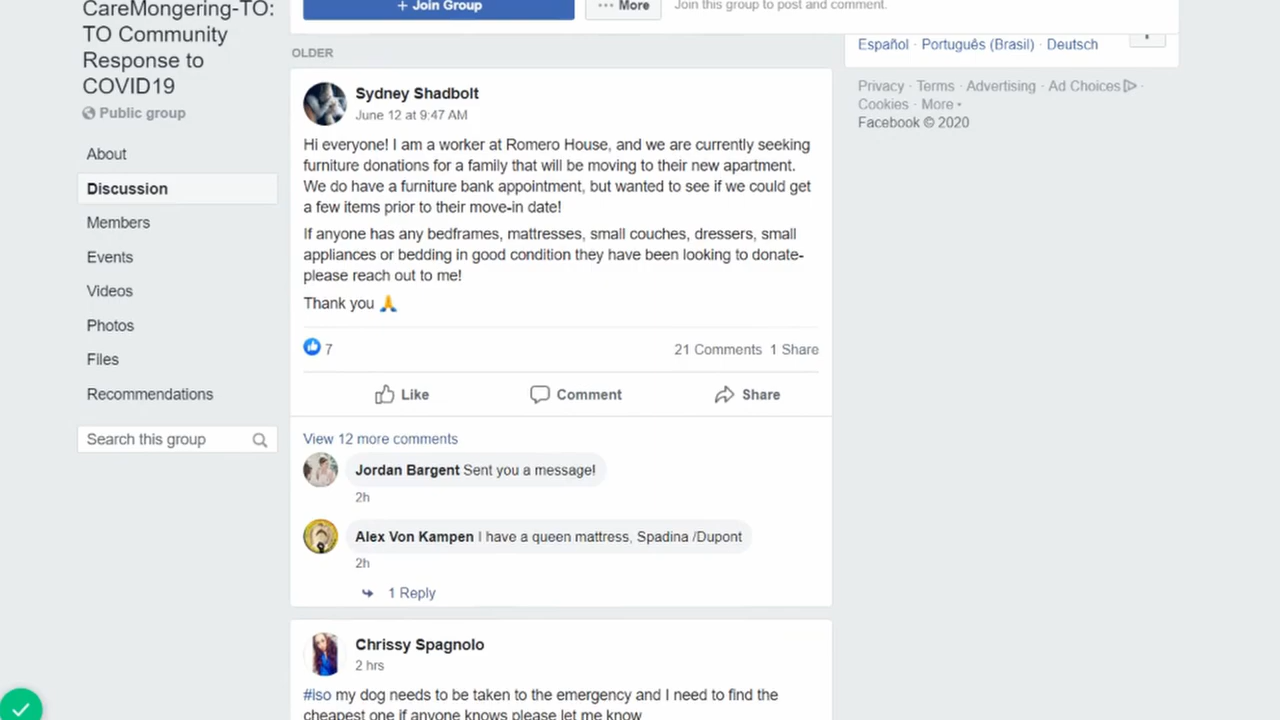 CareMongering-TO:
TO Community
Response to
COVID19
Public group
About
Discussion
Members
Events
Videos
Photos
Files
Recommendations
Search this group
+ Join Group
··· More
Join this group to post and comment.
OLDER
Sydney Shadbolt
June 12 at 9:47 AM
Hi everyone! I am a worker at Romero House, and we are currently seeking
furniture donations for a family that will be moving to their new apartment.
We do have a furniture bank appointment, but wanted to see if we could get
a few items prior to their move-in date!
If anyone has any bedframes, mattresses, small couches, dressers, small
appliances or bedding in good condition they have been looking to donate-
please reach out to me!
Thank you 🙏
7
21 Comments 1 Share
Like Comment Share
View 12 more comments
Jordan Bargent Sent you a message!
2h
Alex Von Kampen I have a queen mattress, Spadina /Dupont
2h
1 Reply
Chrissy Spagnolo
2 hrs
#iso my dog needs to be taken to the emergency and I need to find the
cheapest one if anyone knows please let me know
Español · Português (Brasil) · Deutsch
Privacy · Terms · Advertising · Ad Choices ·
Cookies · More
Facebook © 2020